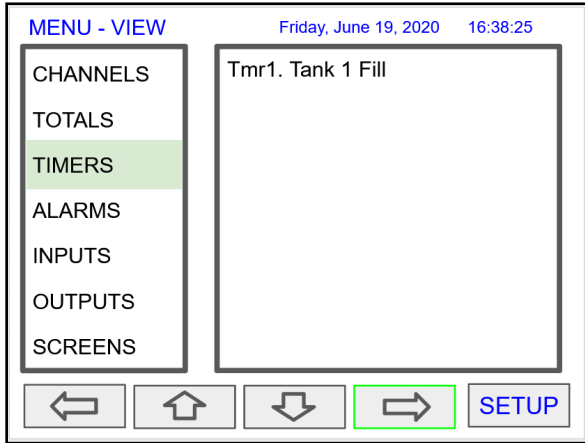 MENU - VIEW
Friday, June 19, 2020 16:38:25
CHANNELS
TOTALS
TIMERS
ALARMS
INPUTS
OUTPUTS
SCREENS
Tmr1. Tank 1 Fill
SETUP